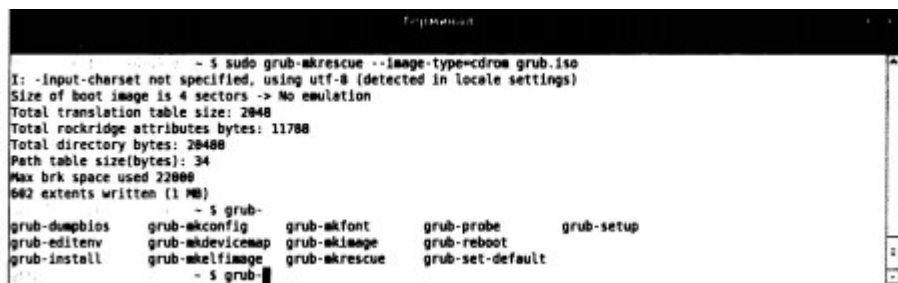 Терминал
~ $ sudo grub-mkrescue --image-type=cdrom grub.iso
I: -input-charset not specified, using utf-8 (detected in locale settings)
Size of boot image is 4 sectors -> No emulation
Total translation table size: 2048
Total rockridge attributes bytes: 11788
Total directory bytes: 20480
Path table size(bytes): 34
Max brk space used 22000
602 extents written (1 MB)
~ $ grub-
grub-dumpbios grub-mkconfig grub-mkfont grub-probe grub-setup
grub-editenv grub-mkdevicemap grub-mkimage grub-reboot
grub-install grub-mkelfimage grub-mkrescue grub-set-default
~ $ grub-